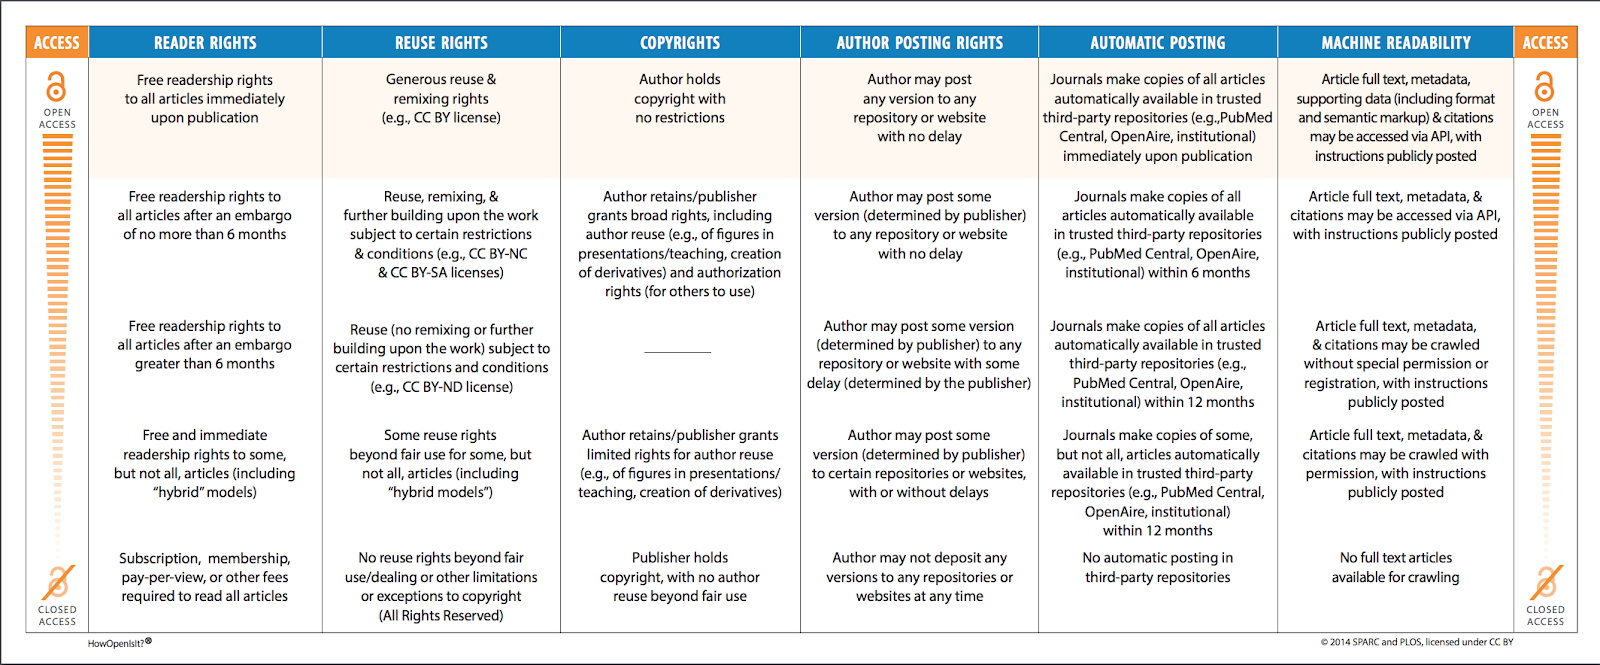 ACCESS
READER RIGHTS
REUSE RIGHTS
COPYRIGHTS
AUTHOR POSTING RIGHTS
AUTOMATIC POSTING
MACHINE READABILITY
ACCESS
OPEN
ACCESS
Free readership rights
to all articles immediately
upon publication
Generous reuse &
remixing rights
(e.g., CC BY license)
Author holds
copyright with
no restrictions
Author may post
any version to any
repository or website
with no delay
Journals make copies of all articles
automatically available in trusted
third-party repositories (e.g.,PubMed
Central, OpenAire, institutional)
immediately upon publication
Article full text, metadata,
supporting data (including format
and semantic markup) & citations
may be accessed via API, with
instructions publicly posted
OPEN
ACCESS
Free readership rights to
all articles after an embargo
of no more than 6 months
Reuse, remixing, &
further building upon the work
subject to certain restrictions
& conditions (e.g., CC BY-NC
& CC BY-SA licenses)
Author retains/publisher
grants broad rights, including
author reuse (e.g., of figures in
presentations/teaching, creation
of derivatives) and authorization
rights (for others to use)
Author may post some
version (determined by publisher)
to any repository or website
with no delay
Journals make copies of all
articles automatically available
in trusted third-party repositories
(e.g., PubMed Central, OpenAire,
institutional) within 6 months
Article full text, metadata, &
citations may be accessed via API,
with instructions publicly posted
Free readership rights to
all articles after an embargo
greater than 6 months
Reuse (no remixing or further
building upon the work) subject to
certain restrictions and conditions
(e.g., CC BY-ND license)
Author may post some version
(determined by publisher) to any
repository or website with some
delay (determined by the publisher)
Journals make copies of all articles
automatically available in trusted
third-party repositories (e.g.,
PubMed Central, OpenAire,
institutional) within 12 months
Article full text, metadata,
& citations may be crawled
without special permission or
registration, with instructions
publicly posted
Free and immediate
readership rights to some,
but not all, articles (including
“hybrid” models)
Some reuse rights
beyond fair use for some, but
not all, articles (including
“hybrid models”)
Author retains/publisher grants
limited rights for author reuse
(e.g., of figures in presentations/
teaching, creation of derivatives)
Author may post some
version (determined by publisher)
to certain repositories or websites,
with or without delays
Journals make copies of some,
but not all, articles automatically
available in trusted third-party
repositories (e.g., PubMed Central,
OpenAire, institutional)
within 12 months
Article full text, metadata, &
citations may be crawled with
permission, with instructions
publicly posted
CLOSED
ACCESS
Subscription, membership,
pay-per-view, or other fees
required to read all articles
No reuse rights beyond fair
use/dealing or other limitations
or exceptions to copyright
(All Rights Reserved)
Publisher holds
copyright, with no author
reuse beyond fair use
Author may not deposit any
versions to any repositories or
websites at any time
No automatic posting in
third-party repositories
No full text articles
available for crawling
CLOSED
ACCESS
HowOpenIsIt?®
© 2014 SPARC and PLOS, licensed under CC BY